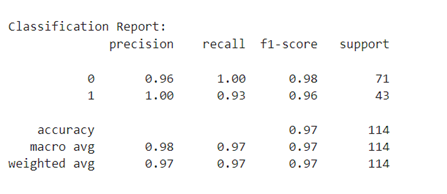 Classification Report:
precision recall f1-score support
0 0.96 1.00 0.98 71
1 1.00 0.93 0.96 43
accuracy 0.97 114
macro avg 0.98 0.97 0.97 114
weighted avg 0.97 0.97 0.97 114